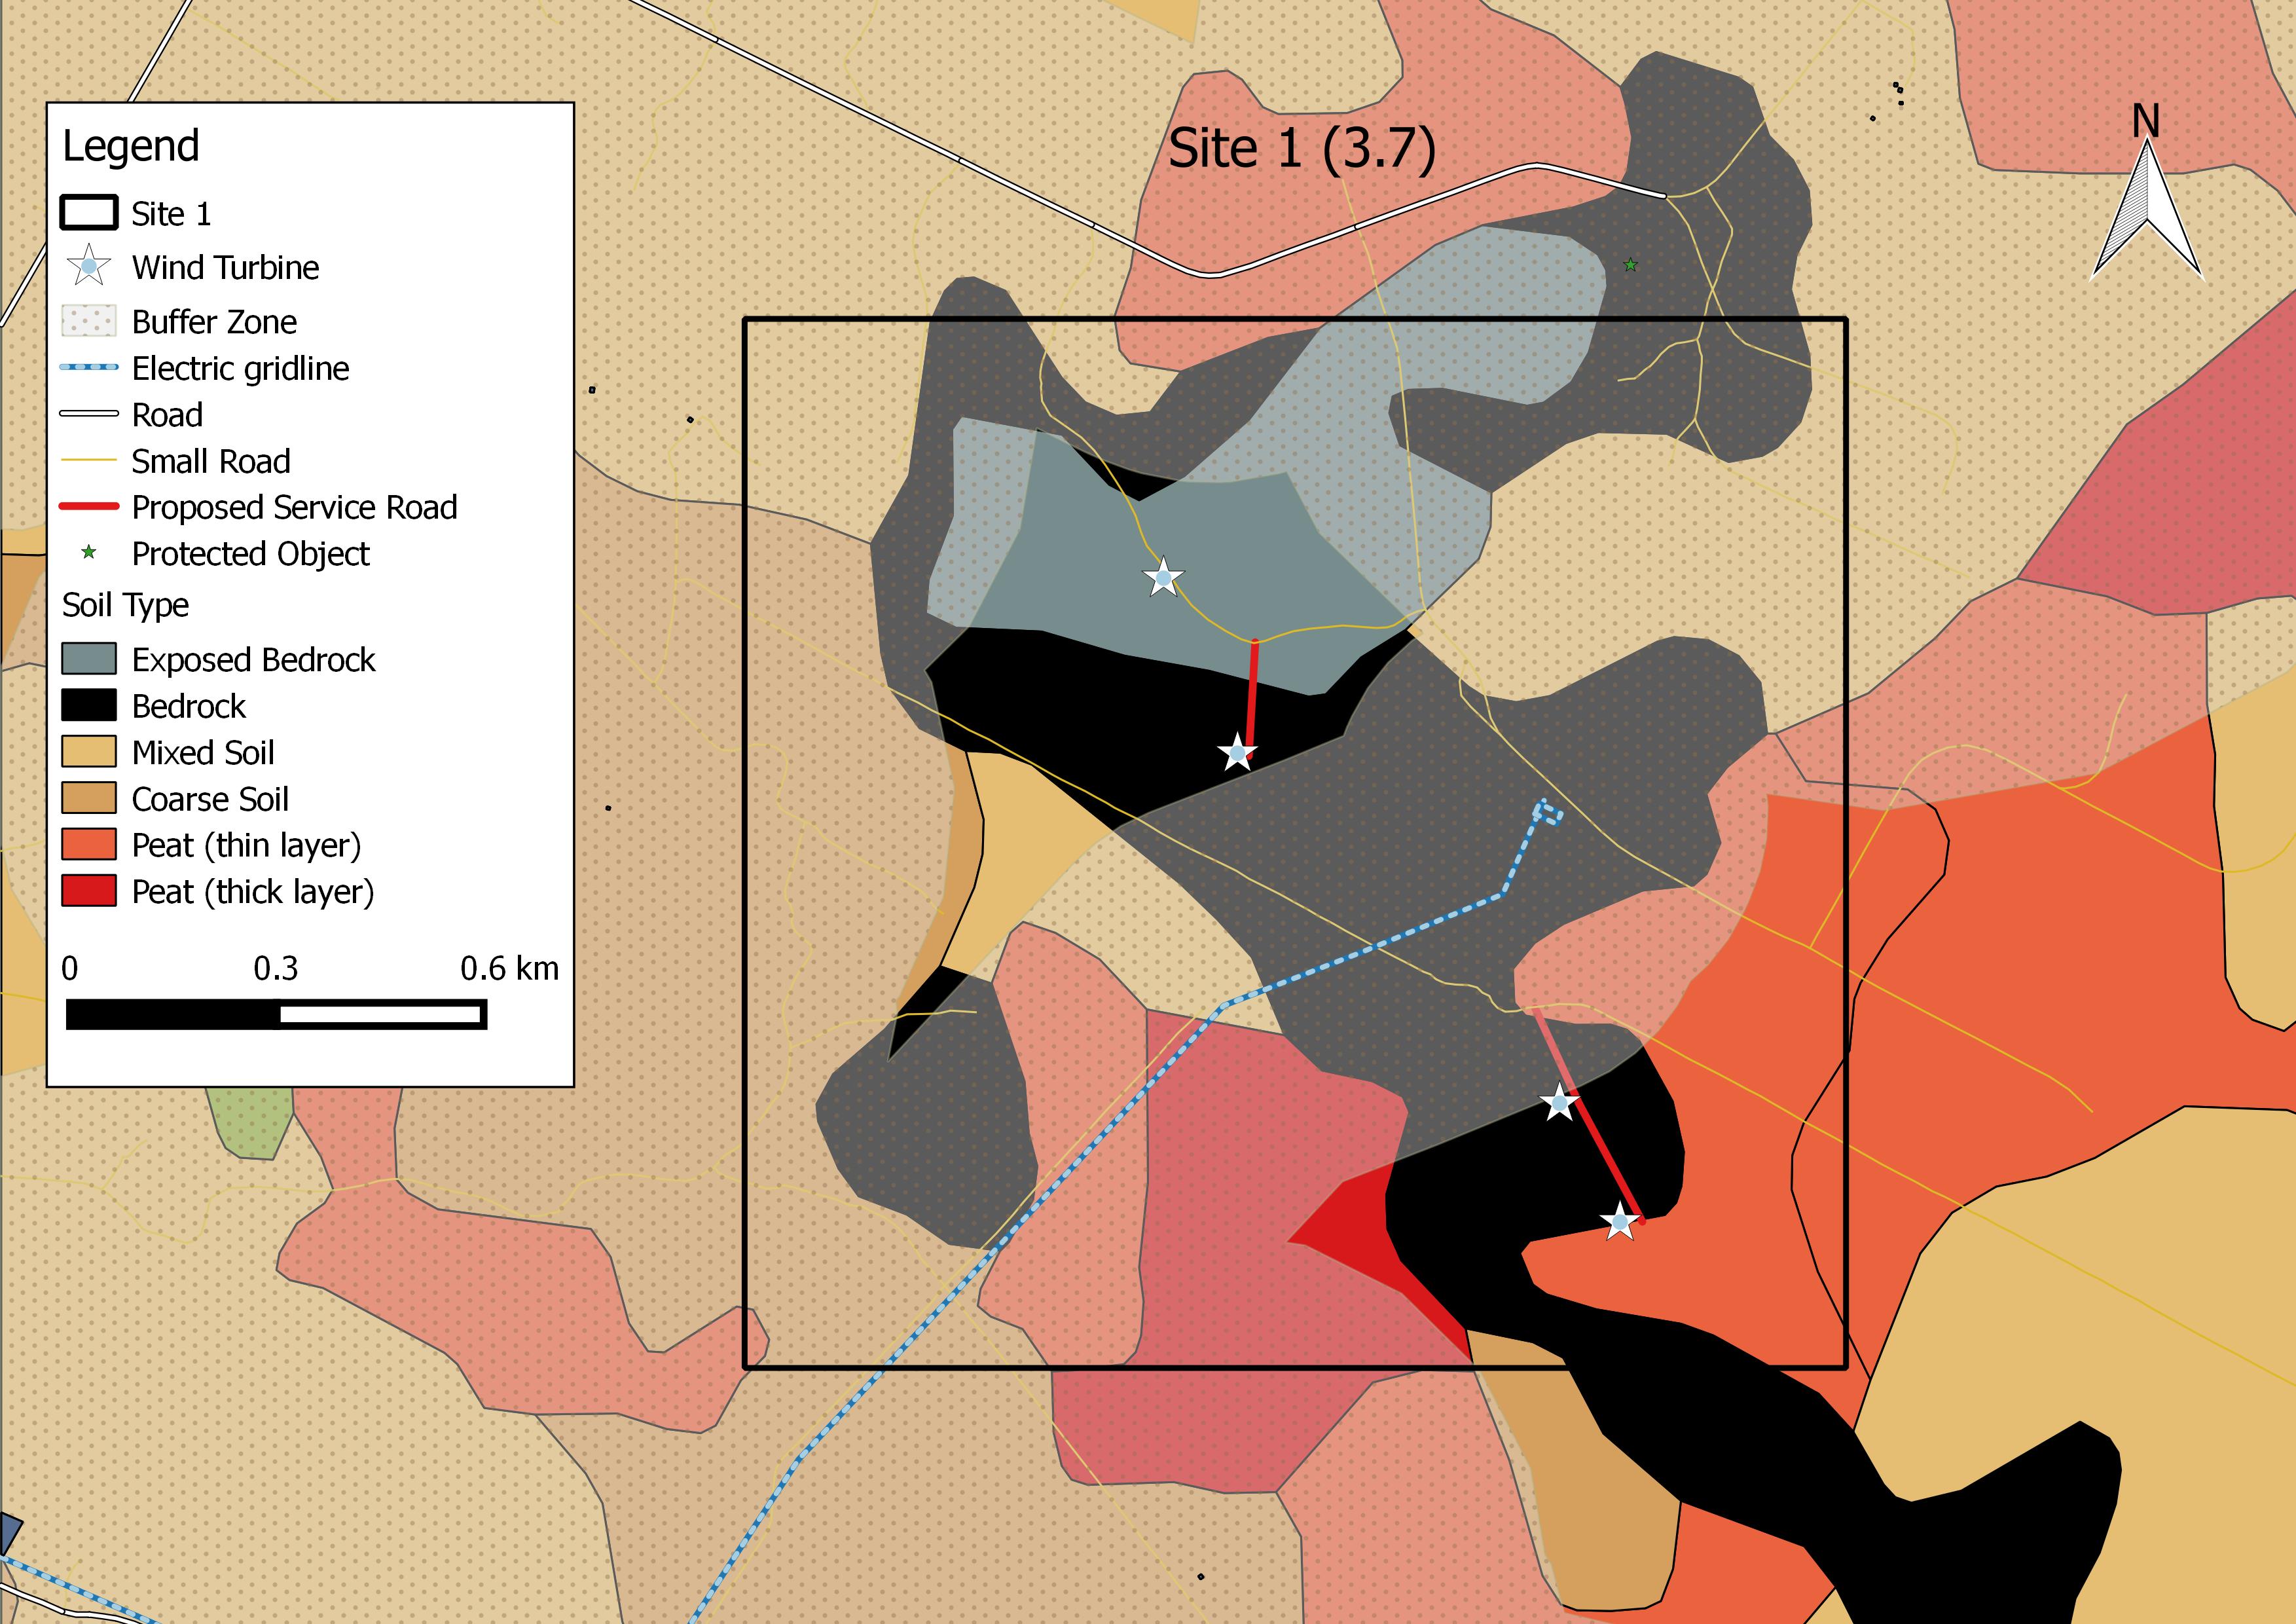 Site 1 (3.7)
N
Legend
Site 1
Wind Turbine
Buffer Zone
Electric gridline
Road
Small Road
Proposed Service Road
Protected Object
Soil Type
Exposed Bedrock
Bedrock
Mixed Soil
Coarse Soil
Peat (thin layer)
Peat (thick layer)
0 0.3 0.6 km